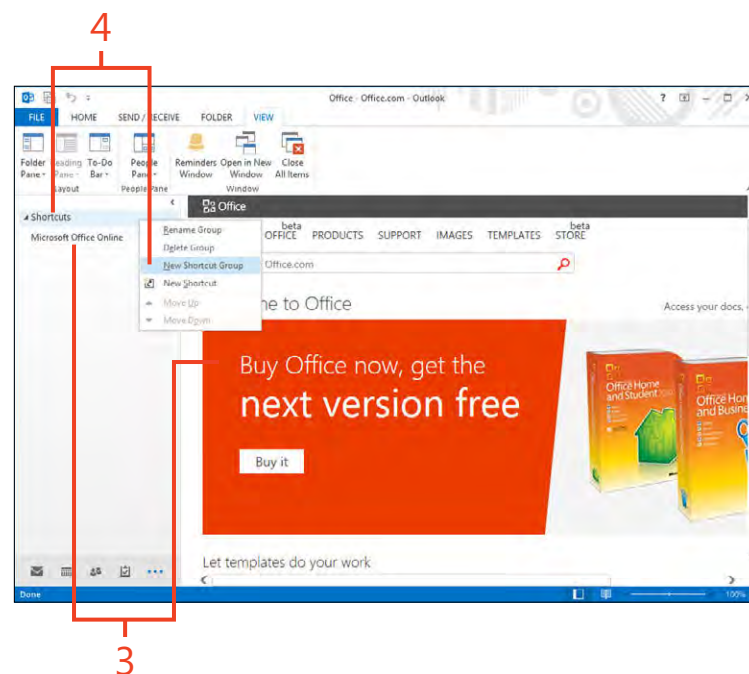 4
Office - Office.com - Outlook
?
FILE HOME SEND / RECEIVE FOLDER VIEW
Folder Pane Reading Pane To-Do Bar People Pane Reminders Window Open in New Window Close All Items
Layout People Pane Window
Office
Shortcuts
Microsoft Office Online
Rename Group
Delete Group
New Shortcut Group
New Shortcut
Move Up
Move Down
beta
OFFICE PRODUCTS SUPPORT IMAGES TEMPLATES
beta
STORE
Office.com
to Office
Access your docs,
Buy Office now, get the
next version free
Buy it
Office Home
and Student 2010
Office
and
Let templates do your work
Done
100%
3